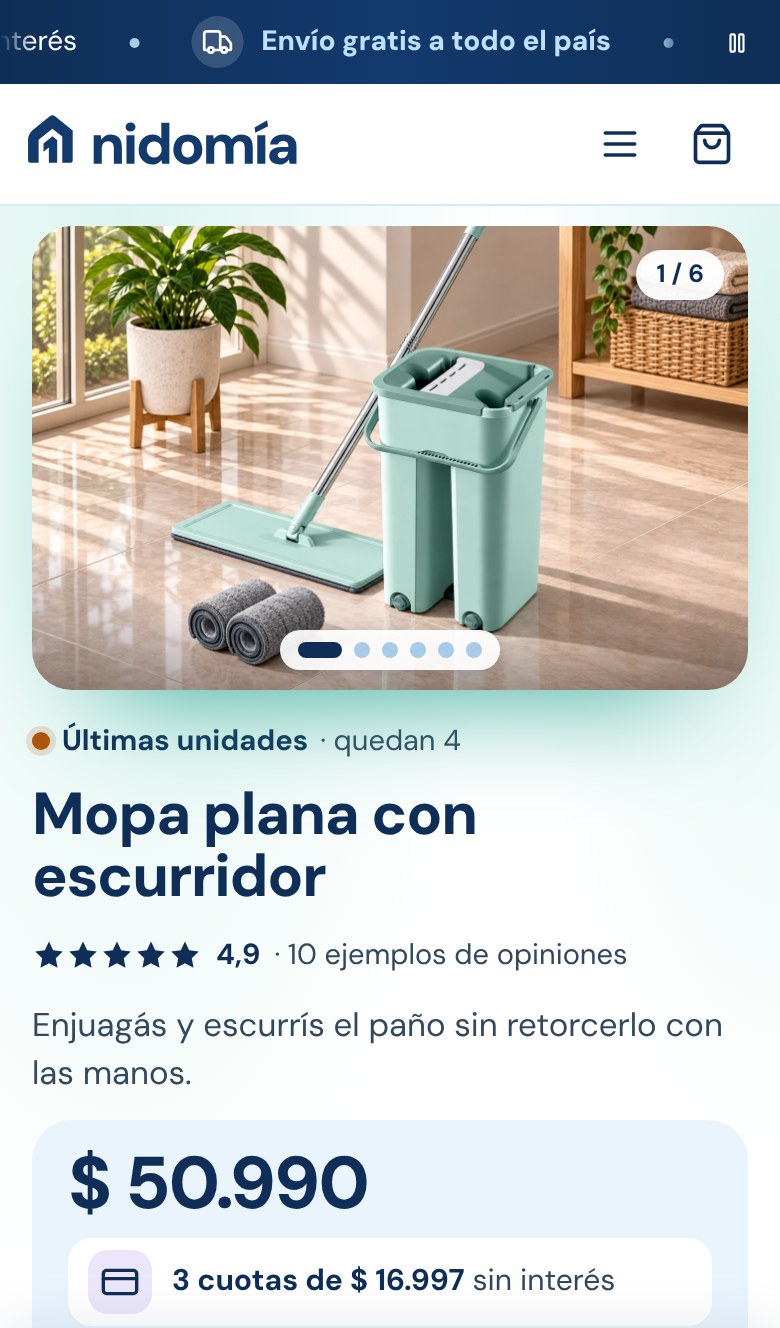 Envío gratis a todo el país
nidomía
1 / 6
Últimas unidades · quedan 4
Mopa plana con
escurridor
4,9 · 10 ejemplos de opiniones
Enjuagás y escurrís el paño sin retorcerlo con
las manos.
$ 50.990
3 cuotas de $ 16.997 sin interés